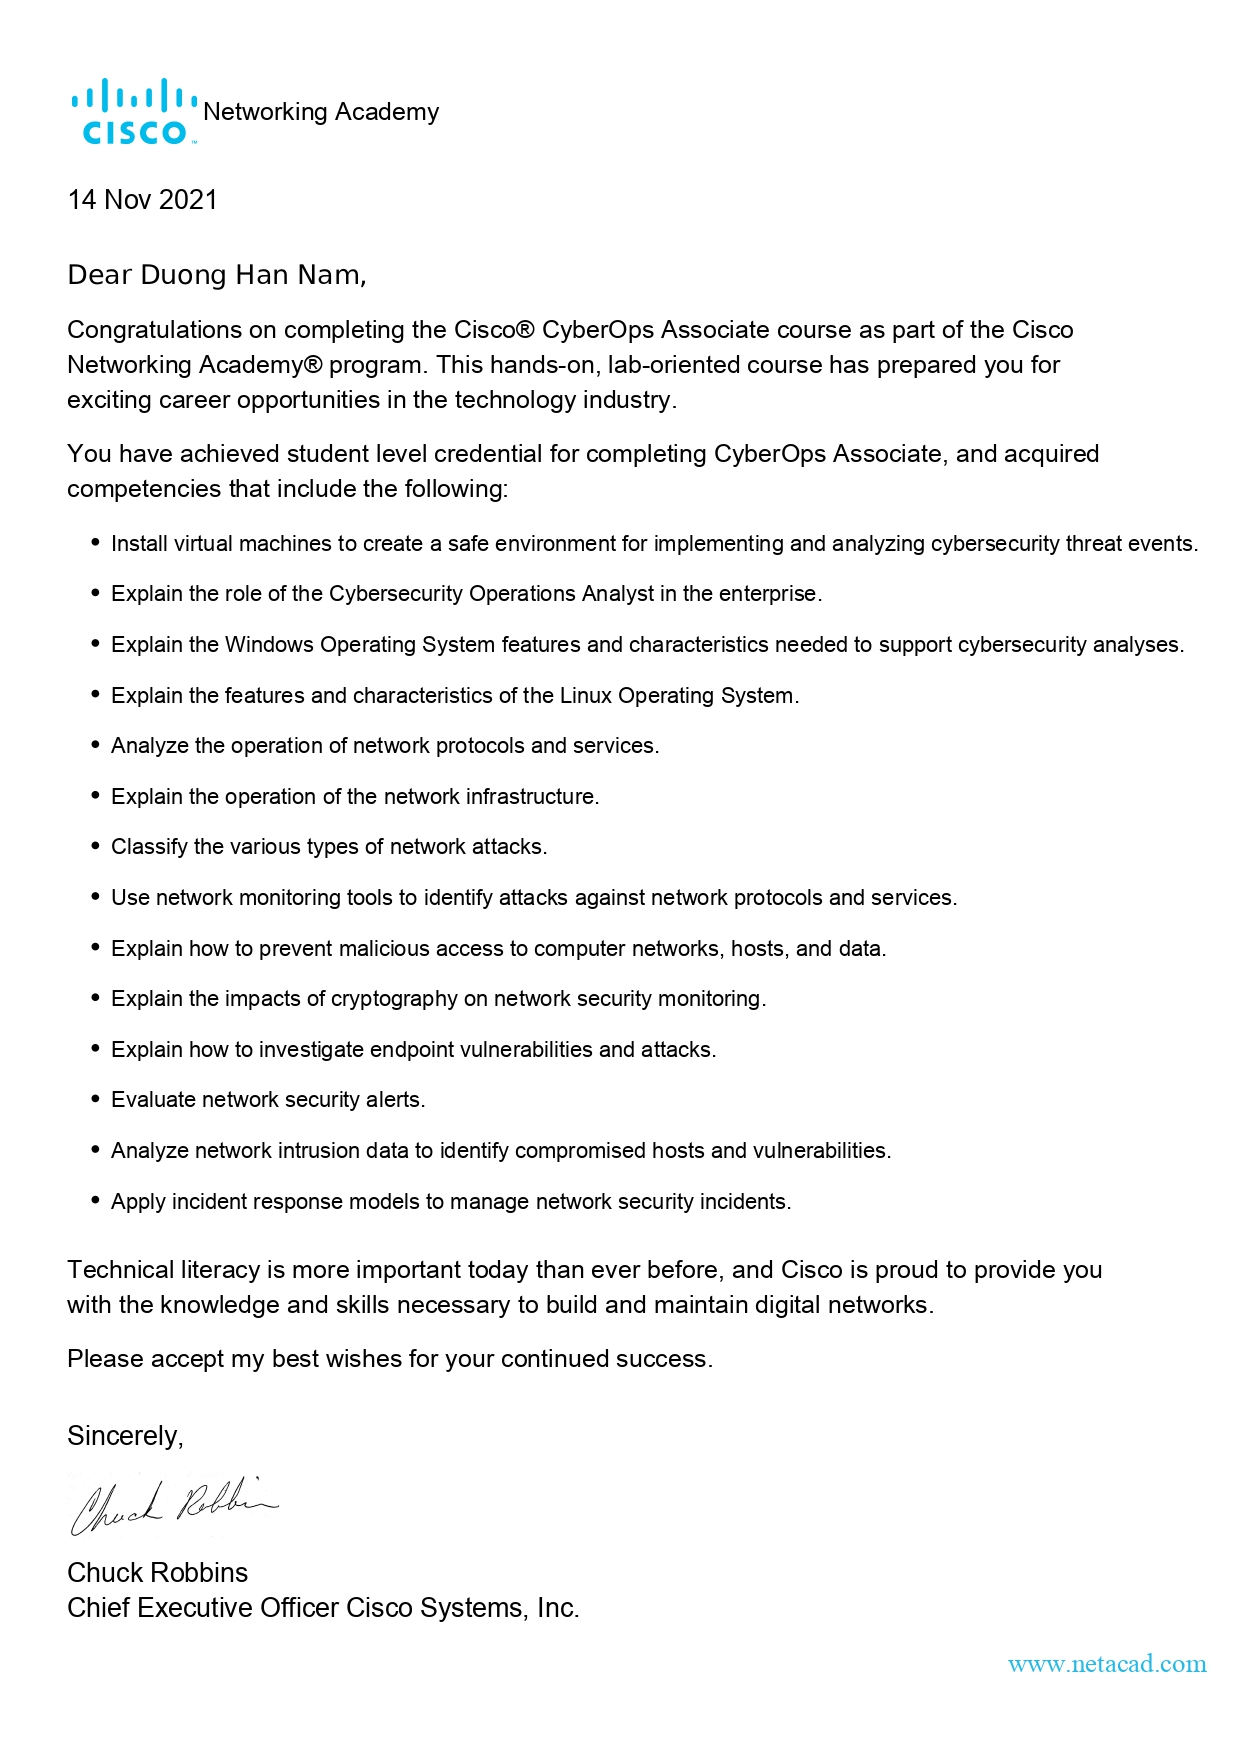 CISCO™ Networking Academy
14 Nov 2021
Dear Duong Han Nam,
Congratulations on completing the Cisco® CyberOps Associate course as part of the Cisco
Networking Academy® program. This hands-on, lab-oriented course has prepared you for
exciting career opportunities in the technology industry.
You have achieved student level credential for completing CyberOps Associate, and acquired
competencies that include the following:
• Install virtual machines to create a safe environment for implementing and analyzing cybersecurity threat events.
• Explain the role of the Cybersecurity Operations Analyst in the enterprise.
• Explain the Windows Operating System features and characteristics needed to support cybersecurity analyses.
• Explain the features and characteristics of the Linux Operating System.
• Analyze the operation of network protocols and services.
• Explain the operation of the network infrastructure.
• Classify the various types of network attacks.
• Use network monitoring tools to identify attacks against network protocols and services.
• Explain how to prevent malicious access to computer networks, hosts, and data.
• Explain the impacts of cryptography on network security monitoring.
• Explain how to investigate endpoint vulnerabilities and attacks.
• Evaluate network security alerts.
• Analyze network intrusion data to identify compromised hosts and vulnerabilities.
• Apply incident response models to manage network security incidents.
Technical literacy is more important today than ever before, and Cisco is proud to provide you
with the knowledge and skills necessary to build and maintain digital networks.
Please accept my best wishes for your continued success.
Sincerely,
Chuck Robbins
Chuck Robbins
Chief Executive Officer Cisco Systems, Inc.
www.netacad.com